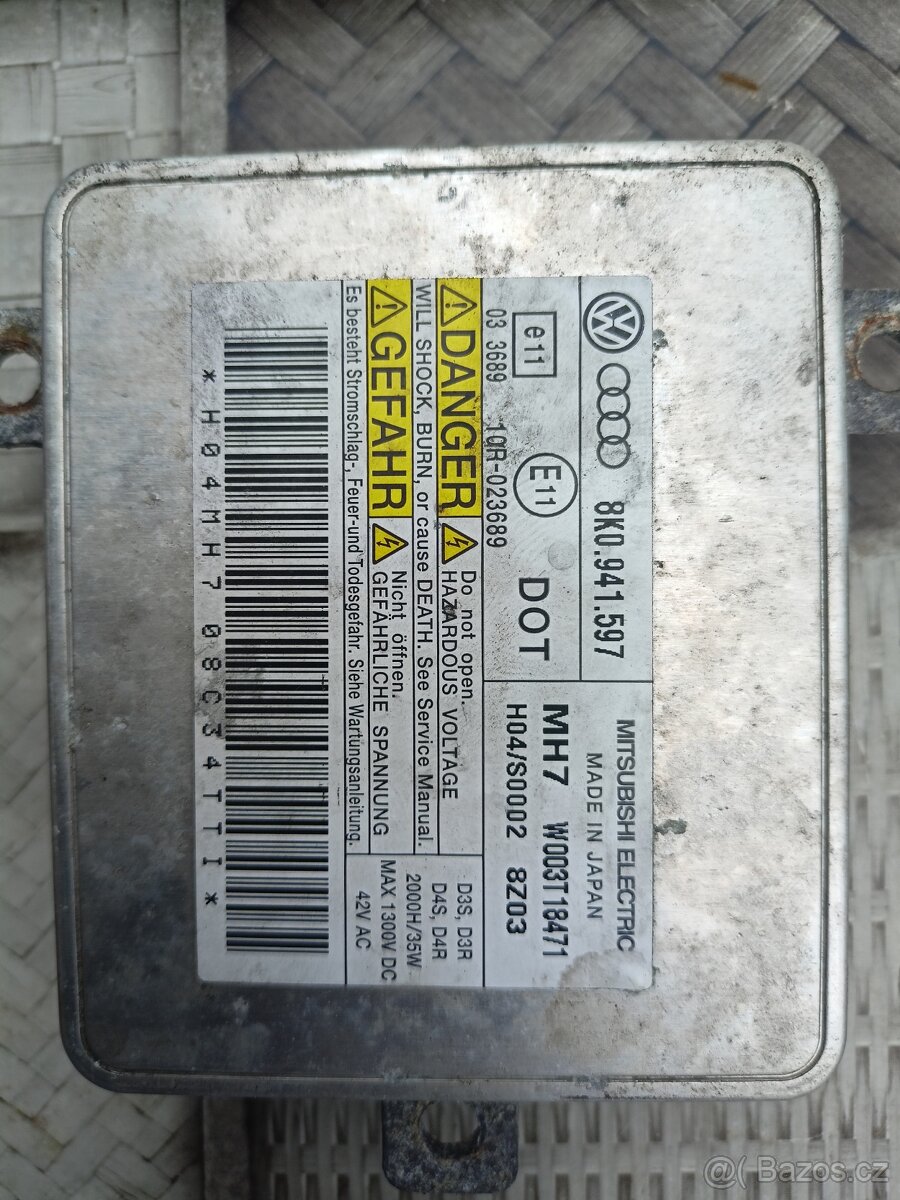 8K0.941.597
MITSUBISHI ELECTRIC
MADE IN JAPAN
e11
E11
DOT
MH7 W003T18471
03 3689 10R-023689
H04/S0002 8Z03
DANGER
Do not open.
HAZARDOUS VOLTAGE
WILL SHOCK, BURN, or cause DEATH. See Service Manual.
GEFAHR
Nicht öffnen.
GEFÄHRLICHE SPANNUNG
Es besteht Stromschlag-, Feuer-und Todesgefahr. Siehe Wartungsanleitung.
D3S, D3R
D4S, D4R
2000H/35W
MAX 1300V DC
42V AC
*H04MH708C34TTI*
@( Bazos.cz